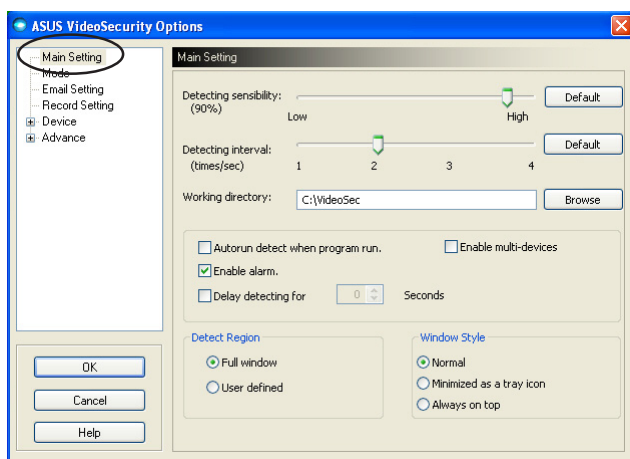 ASUS VideoSecurity Options
Main Setting
Mode
Email Setting
Record Setting
Device
Advance
OK
Cancel
Help
Main Setting
Detecting sensibility:
(90%)
Low
High
Default
Detecting interval:
(times/sec)
1 2 3 4
Default
Working directory:
C:\VideoSec
Browse
Autorun detect when program run.
Enable multi-devices
Enable alarm.
Delay detecting for 0 Seconds
Detect Region
Full window
User defined
Window Style
Normal
Minimized as a tray icon
Always on top